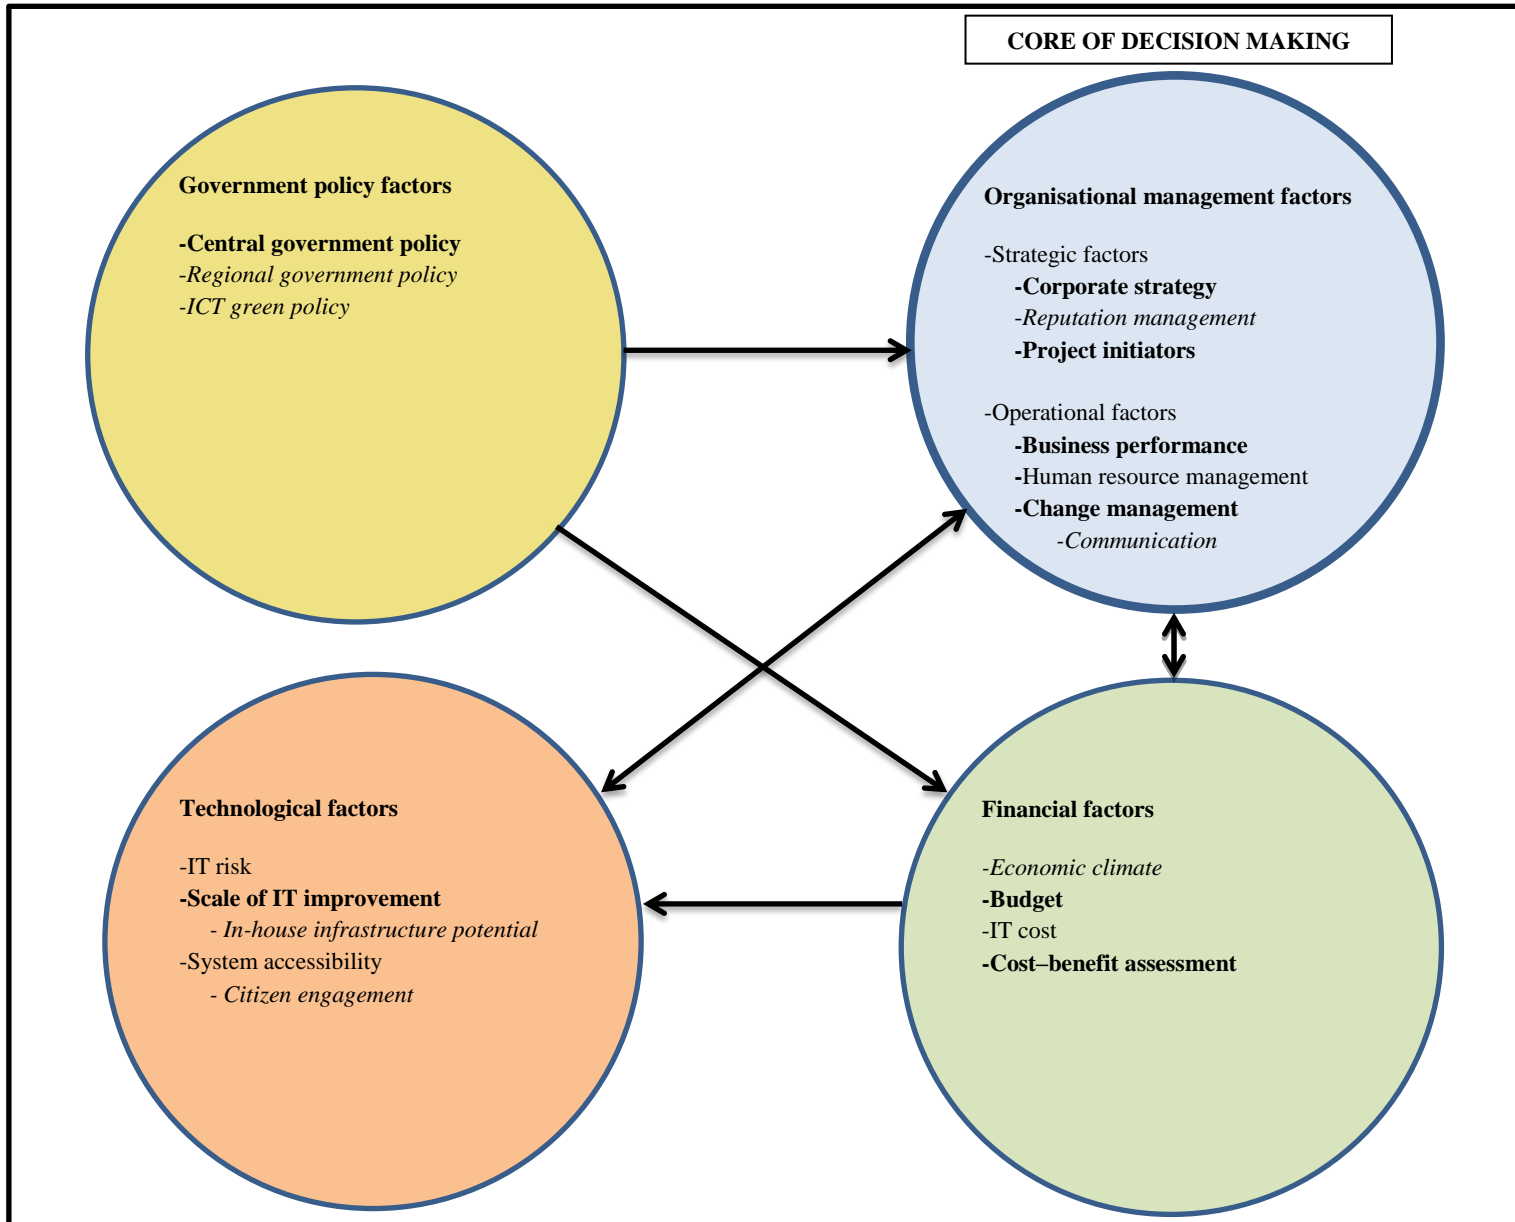 CORE OF DECISION MAKING
Government policy factors
-Central government policy
-Regional government policy
-ICT green policy
Organisational management factors
-Strategic factors
-Corporate strategy
-Reputation management
-Project initiators
-Operational factors
-Business performance
-Human resource management
-Change management
-Communication
Technological factors
-IT risk
-Scale of IT improvement
- In-house infrastructure potential
-System accessibility
- Citizen engagement
Financial factors
-Economic climate
-Budget
-IT cost
-Cost–benefit assessment